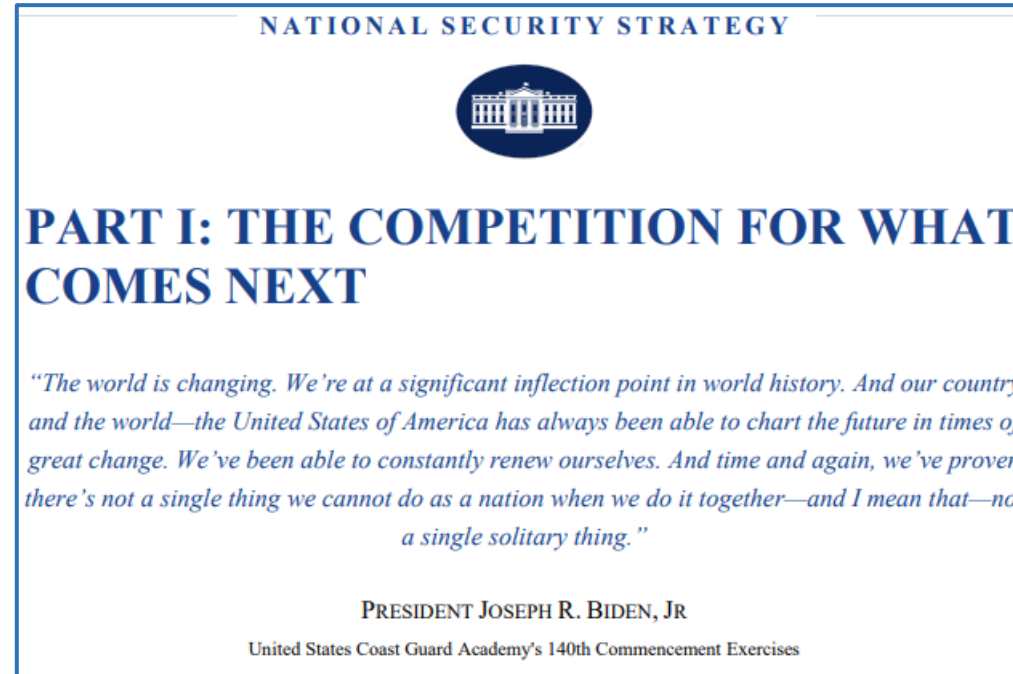 NATIONAL SECURITY STRATEGY
PART I: THE COMPETITION FOR WHAT
COMES NEXT
“The world is changing. We’re at a significant inflection point in world history. And our country
and the world—the United States of America has always been able to chart the future in times of
great change. We’ve been able to constantly renew ourselves. And time and again, we’ve proven
there’s not a single thing we cannot do as a nation when we do it together—and I mean that—no
a single solitary thing.”
PRESIDENT JOSEPH R. BIDEN, JR
United States Coast Guard Academy's 140th Commencement Exercises